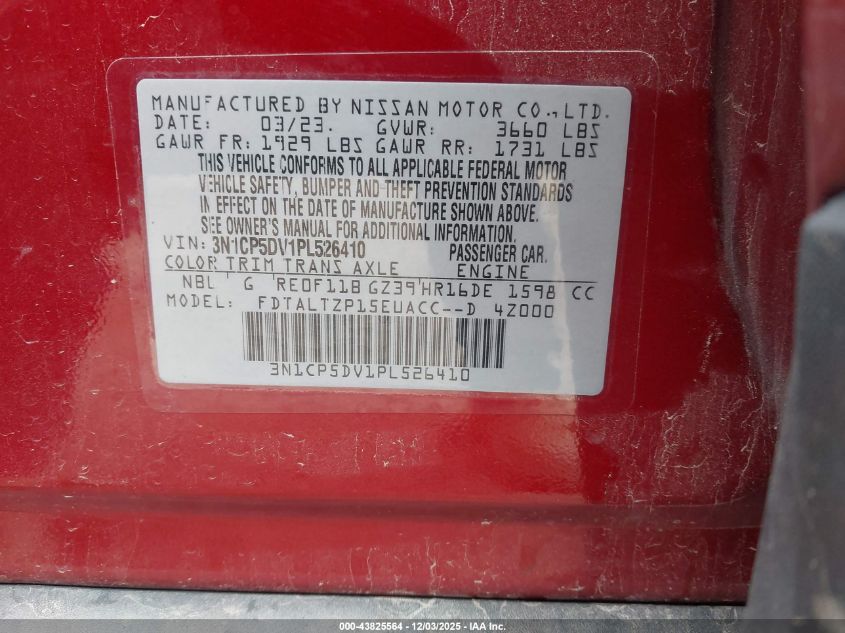 MANUFACTURED BY NISSAN MOTOR CO., LTD.
DATE: 03/23. GVWR: 3660 LBS
GAWR FR: 1929 LBS GAWR RR: 1731 LBS
THIS VEHICLE CONFORMS TO ALL APPLICABLE FEDERAL MOTOR
VEHICLE SAFETY, BUMPER AND THEFT PREVENTION STANDARDS
IN EFFECT ON THE DATE OF MANUFACTURE SHOWN ABOVE.
SEE OWNER'S MANUAL FOR ADDITIONAL INFORMATION.
VIN: 3N1CP5DV1PL526410 PASSENGER CAR.
COLOR TRIM TRANS AXLE ENGINE
NBL G RE0F11B GZ39 HR16DE 1598 CC
MODEL: FDTALTZP15EUACC--D 4Z000
3N1CP5DV1PL526410
000-43825564 - 12/03/2025 - IAA Inc.